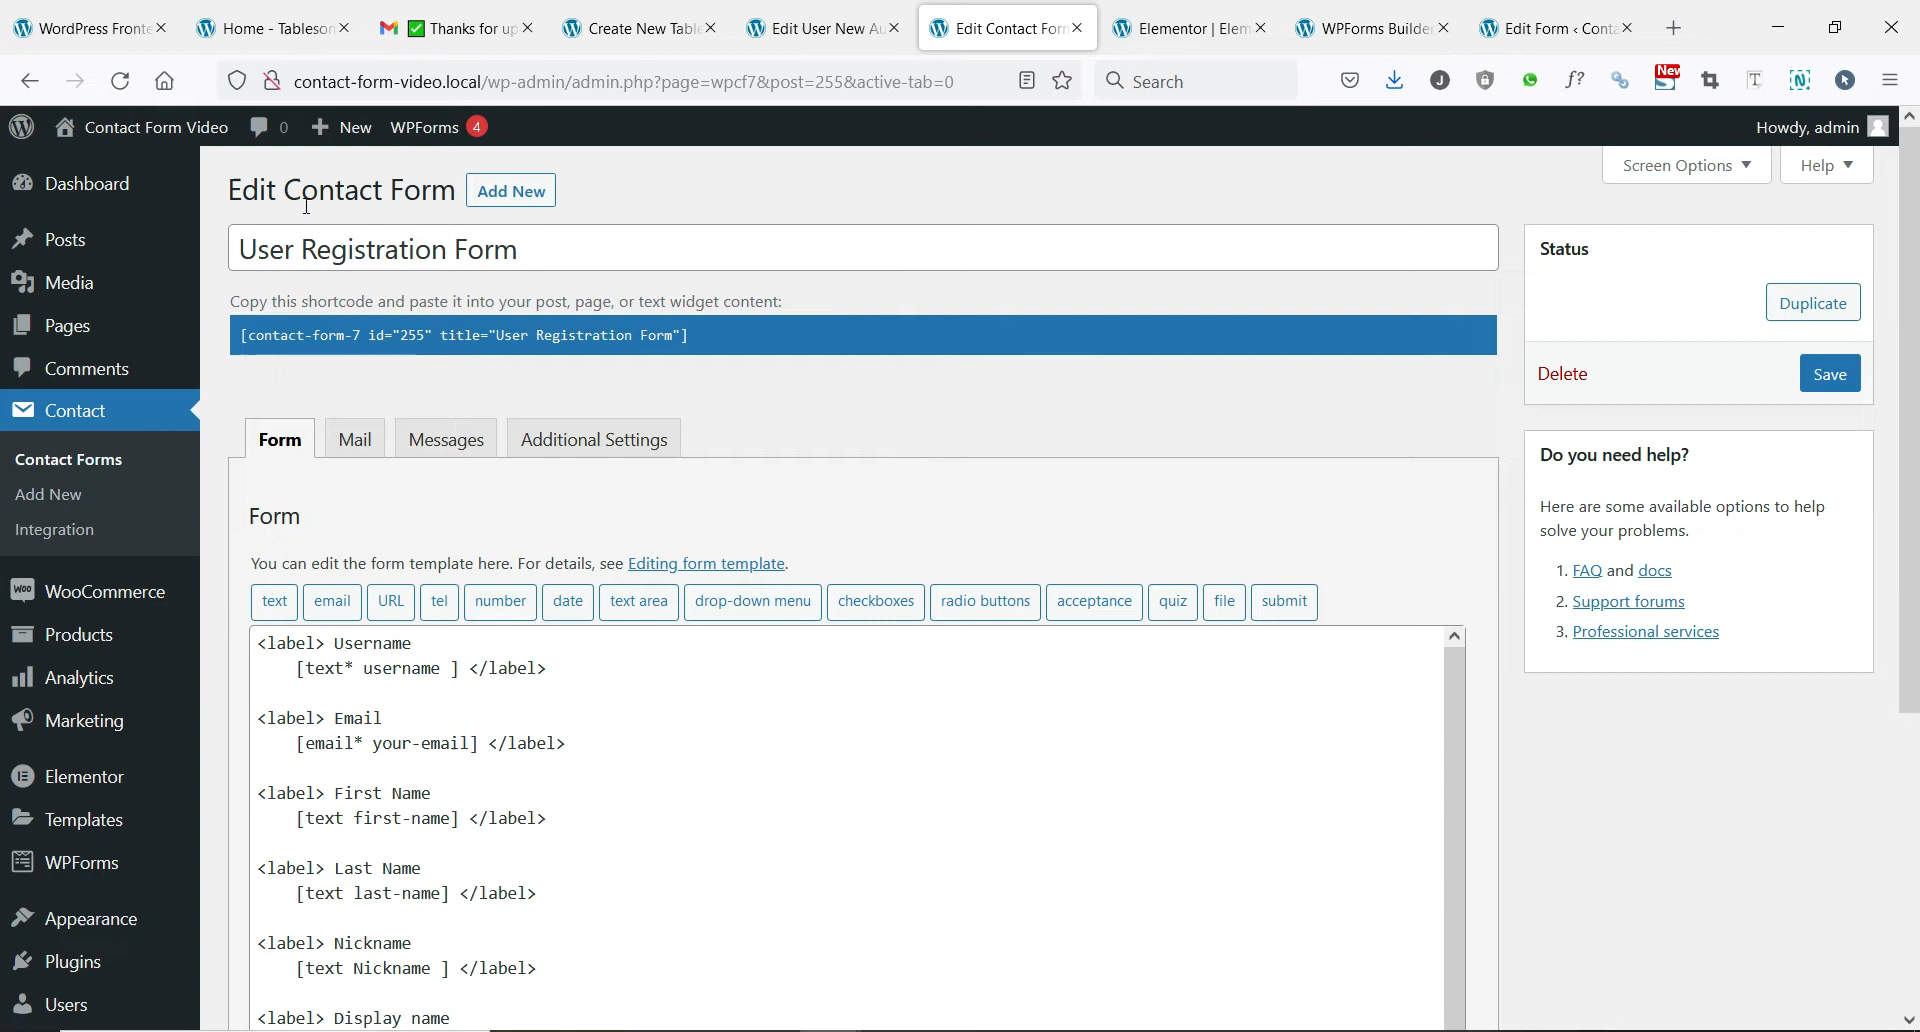 WordPress Fronte
Home - Tableson
Thanks for up
Create New Table
Edit User New Au
Edit Contact Form
Elementor | Elem
WPForms Builder
Edit Form ‹ Conta
contact-form-video.local/wp-admin/admin.php?page=wpcf7&post=255&active-tab=0
Search
J
f?
New
T
N
Contact Form Video
0
New
WPForms 4
Howdy, admin
Screen Options
Help
Dashboard
Posts
Media
Pages
Comments
Contact
Contact Forms
Add New
Integration
Woo
WooCommerce
Products
Analytics
Marketing
Elementor
Templates
WPForms
Appearance
Plugins
Users
Edit Contact Form
Add New
User Registration Form
Copy this shortcode and paste it into your post, page, or text widget content:
[contact-form-7 id="255" title="User Registration Form"]
Form
Mail
Messages
Additional Settings
Form
You can edit the form template here. For details, see Editing form template.
text
email
URL
tel
number
date
text area
drop-down menu
checkboxes
radio buttons
acceptance
quiz
file
submit
<label> Username
[text* username ] </label>
<label> Email
[email* your-email] </label>
<label> First Name
[text first-name] </label>
<label> Last Name
[text last-name] </label>
<label> Nickname
[text Nickname ] </label>
<label> Display name
Status
Duplicate
Delete
Save
Do you need help?
Here are some available options to help
solve your problems.
1. FAQ and docs
2. Support forums
3. Professional services